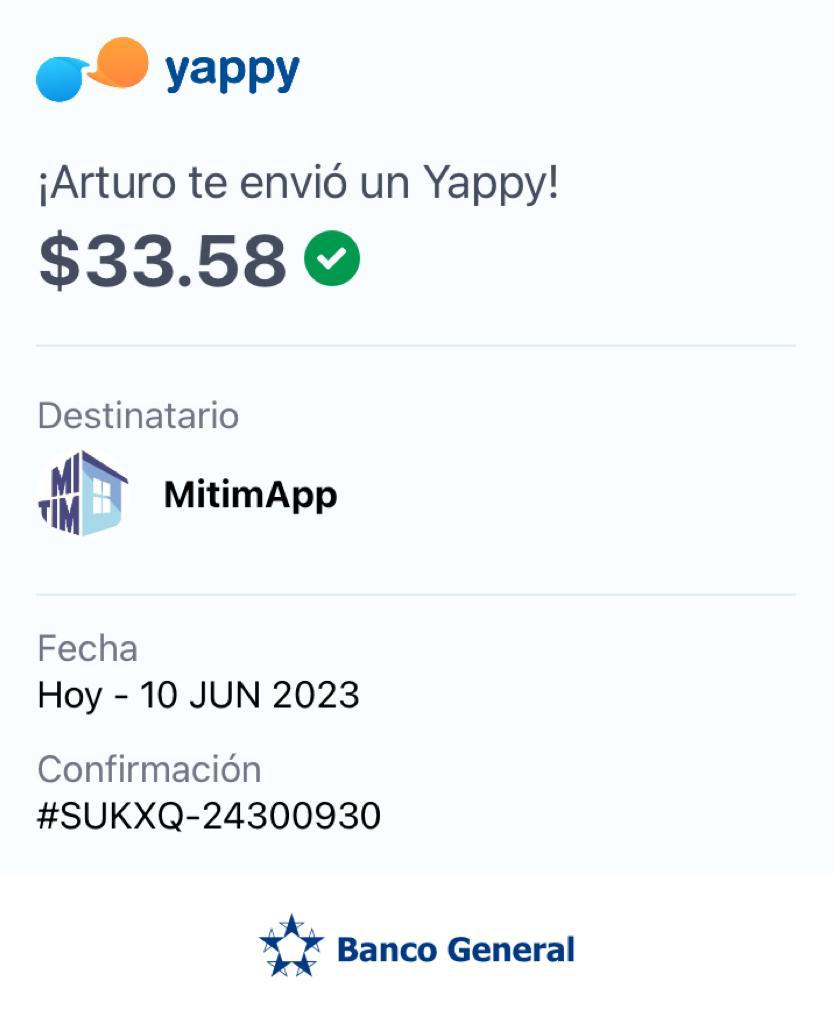 yappy
¡Arturo te envió un Yappy!
$33.58
Destinatario
MI
TIM
MitimApp
Fecha
Hoy - 10 JUN 2023
Confirmación
#SUKXQ-24300930
Banco General